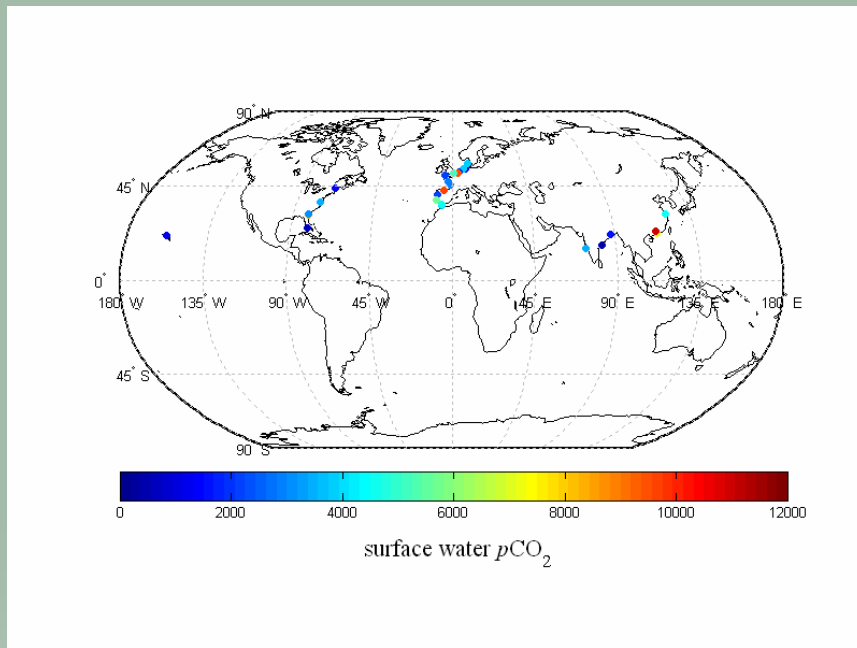 90° N
45° N
0°
180° W 135° W 90° W 45° W 0° 45° E 90° E 135° E 180° E
45° S
90° S
0 2000 4000 6000 8000 10000 12000
surface water pCO₂